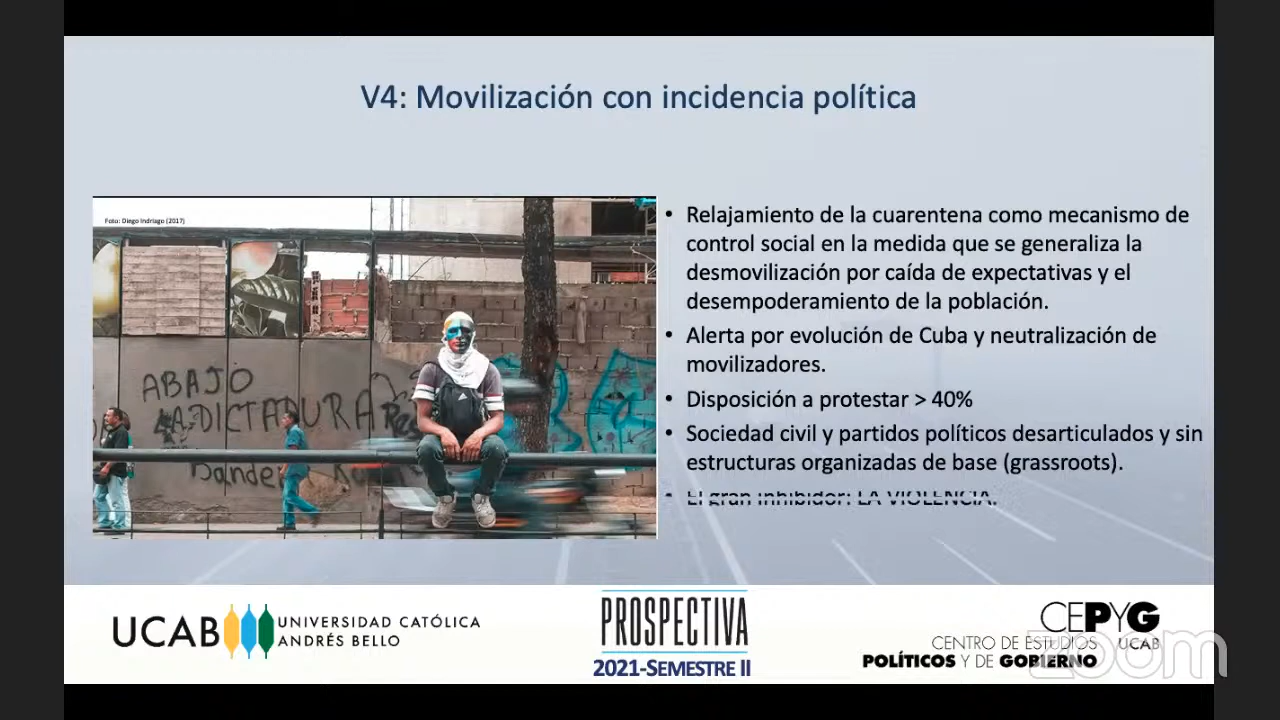 V4: Movilización con incidencia política
Foto: Diego Indriago (2017)
ABAJO
LA DICTADURA
• Relajamiento de la cuarentena como mecanismo de
control social en la medida que se generaliza la
desmovilización por caída de expectativas y el
desempoderamiento de la población.
• Alerta por evolución de Cuba y neutralización de
movilizadores.
• Disposición a protestar > 40%
• Sociedad civil y partidos políticos desarticulados y sin
estructuras organizadas de base (grassroots).
• El gran inhibidor: LA VIOLENCIA.
UCAB UNIVERSIDAD CATÓLICA
ANDRÉS BELLO
PROSPECTIVA
2021-SEMESTRE II
CEPYG
CENTRO DE ESTUDIOS UCAB
POLÍTICOS Y DE GOBIERNO
zoom